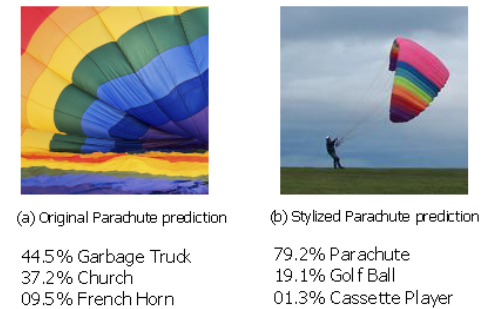 (a) Original Parachute prediction
44.5% Garbage Truck
37.2% Church
09.5% French Horn
(b) Stylized Parachute prediction
79.2% Parachute
19.1% Golf Ball
01.3% Cassette Player